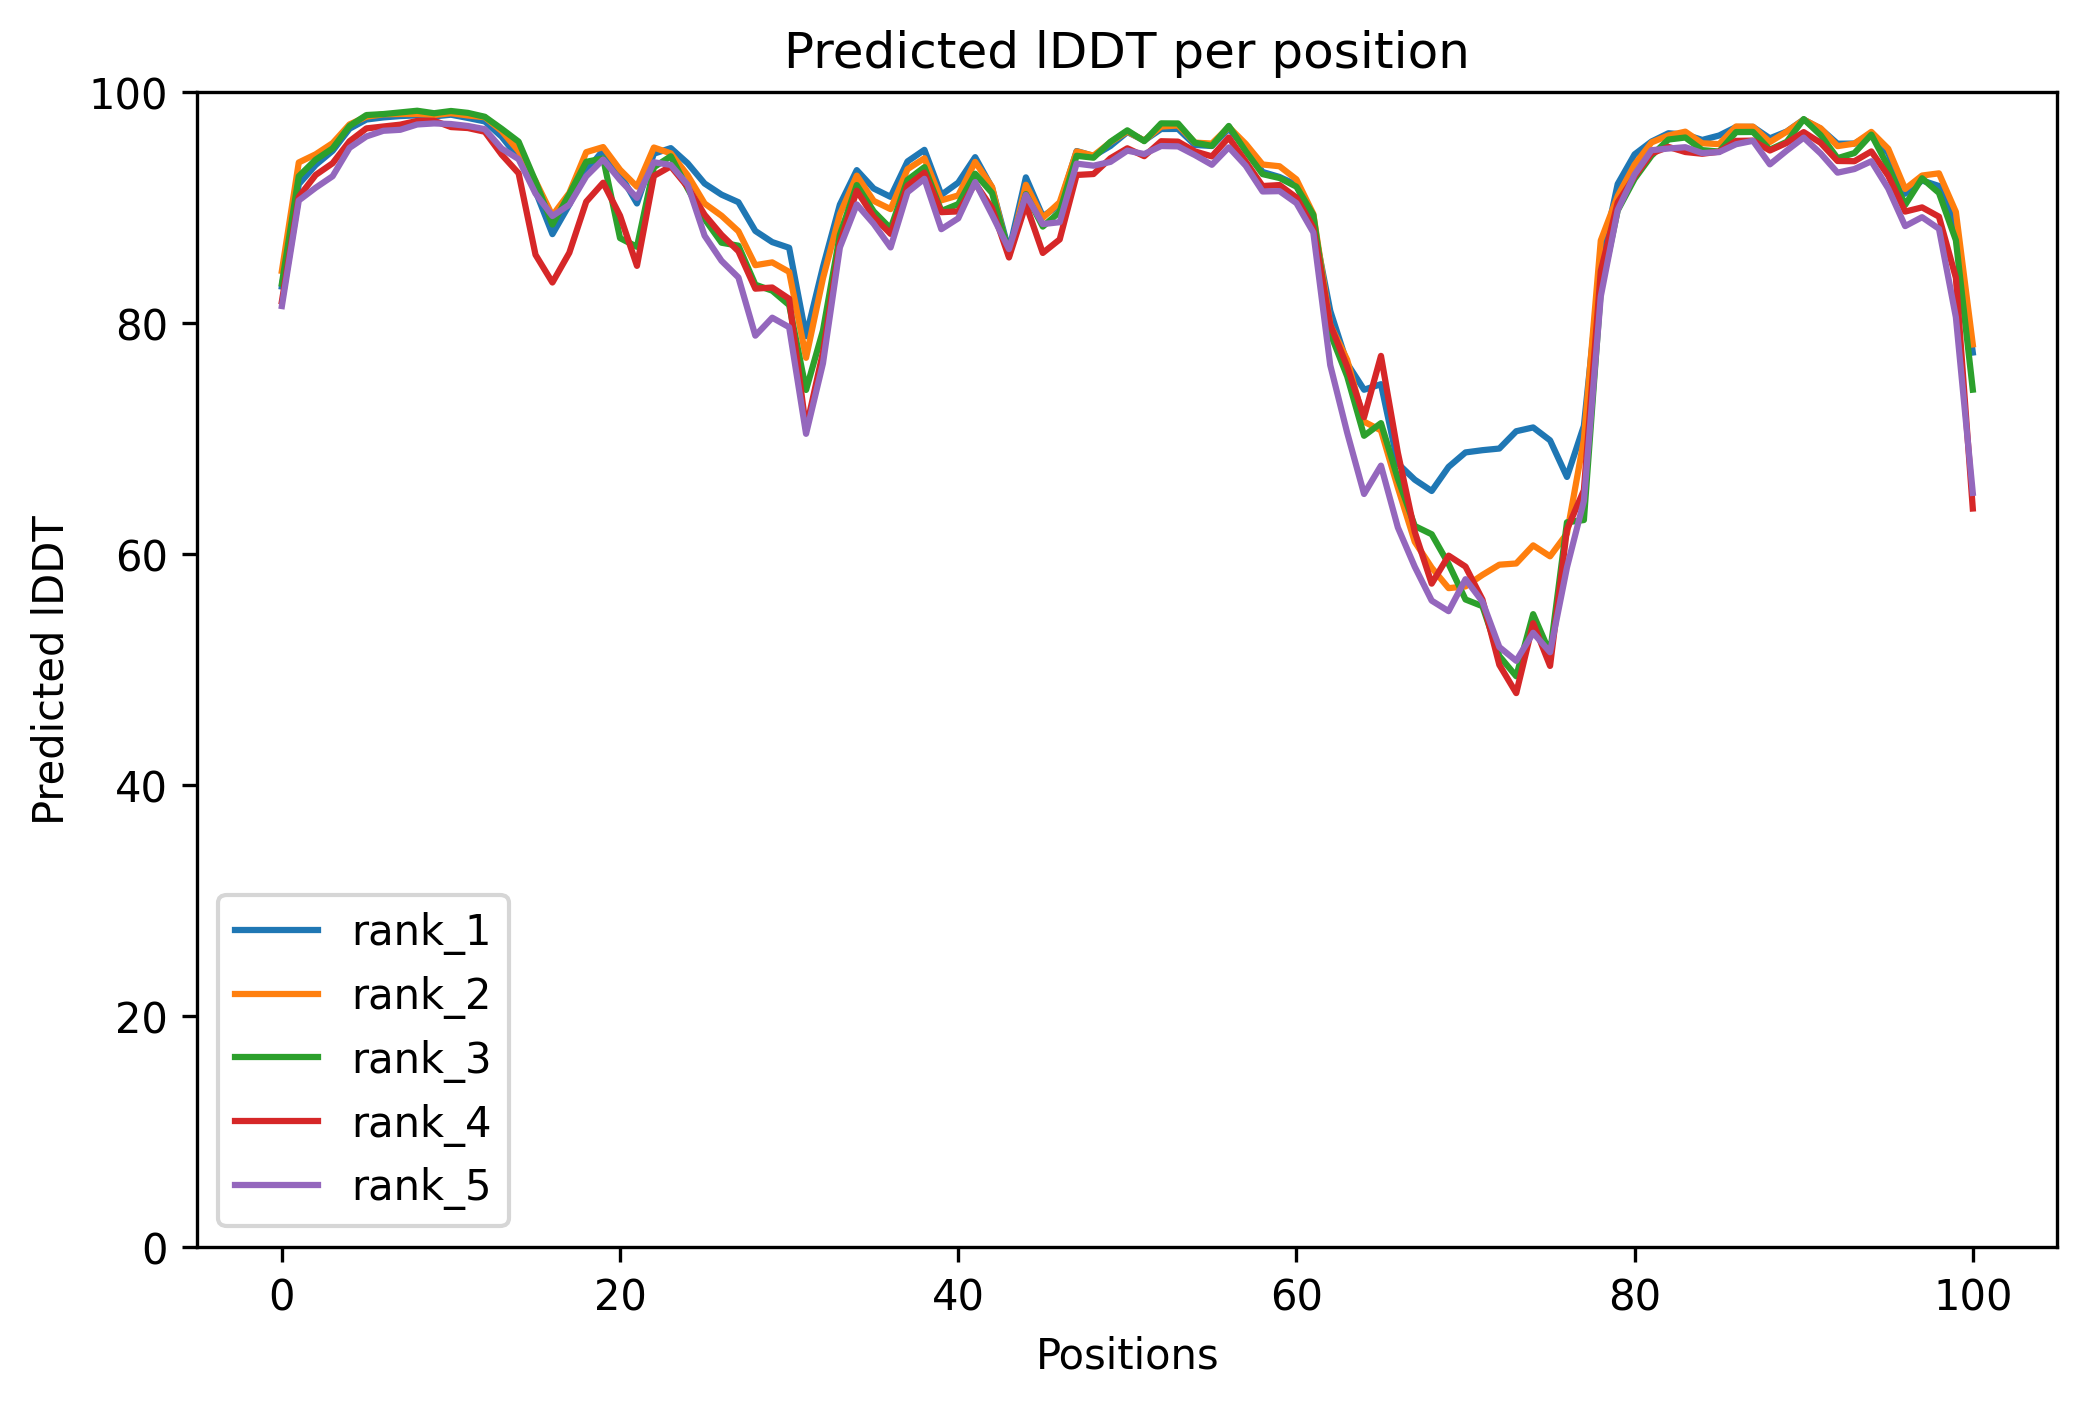 Predicted lDDT per position
100
80
60
40
20
0
Predicted lDDT
rank_1
rank_2
rank_3
rank_4
rank_5
0 20 40 60 80 100
Positions